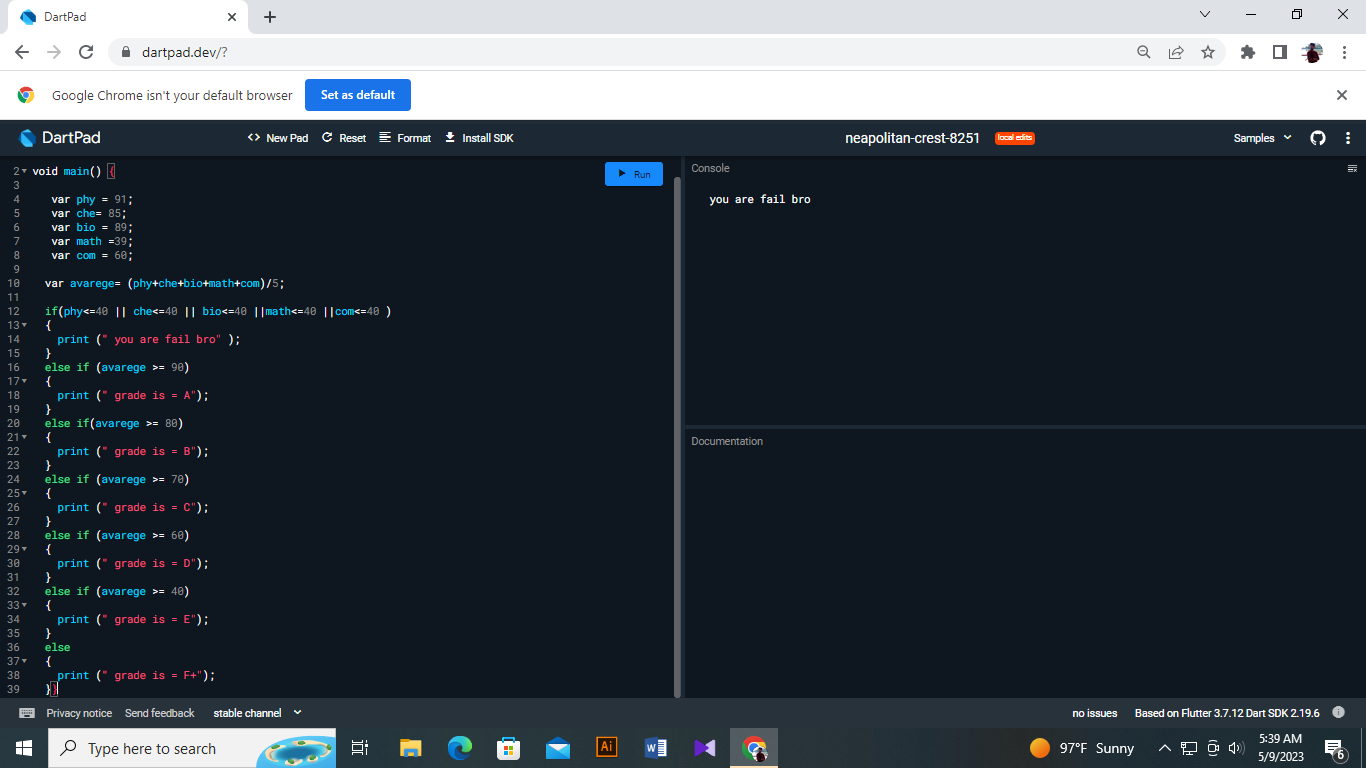 DartPad
dartpad.dev/?
Google Chrome isn't your default browser Set as default
DartPad
New Pad Reset Format Install SDK
neapolitan-crest-8251 local edits
Samples
Run
2 void main() {
3
4 var phy = 91;
5 var che= 85;
6 var bio = 89;
7 var math =39;
8 var com = 60;
9
10 var avarege= (phy+che+bio+math+com)/5;
11
12 if(phy<=40 || che<=40 || bio<=40 ||math<=40 ||com<=40 )
13 {
14 print (" you are fail bro" );
15 }
16 else if (avarege >= 90)
17 {
18 print (" grade is = A");
19 }
20 else if(avarege >= 80)
21 {
22 print (" grade is = B");
23 }
24 else if (avarege >= 70)
25 {
26 print (" grade is = C");
27 }
28 else if (avarege >= 60)
29 {
30 print (" grade is = D");
31 }
32 else if (avarege >= 40)
33 {
34 print (" grade is = E");
35 }
36 else
37 {
38 print (" grade is = F+");
39 }}
Console
you are fail bro
Documentation
Privacy notice Send feedback stable channel
no issues Based on Flutter 3.7.12 Dart SDK 2.19.6
Type here to search
Ai
W
97°F Sunny
5:39 AM
5/9/2023
6